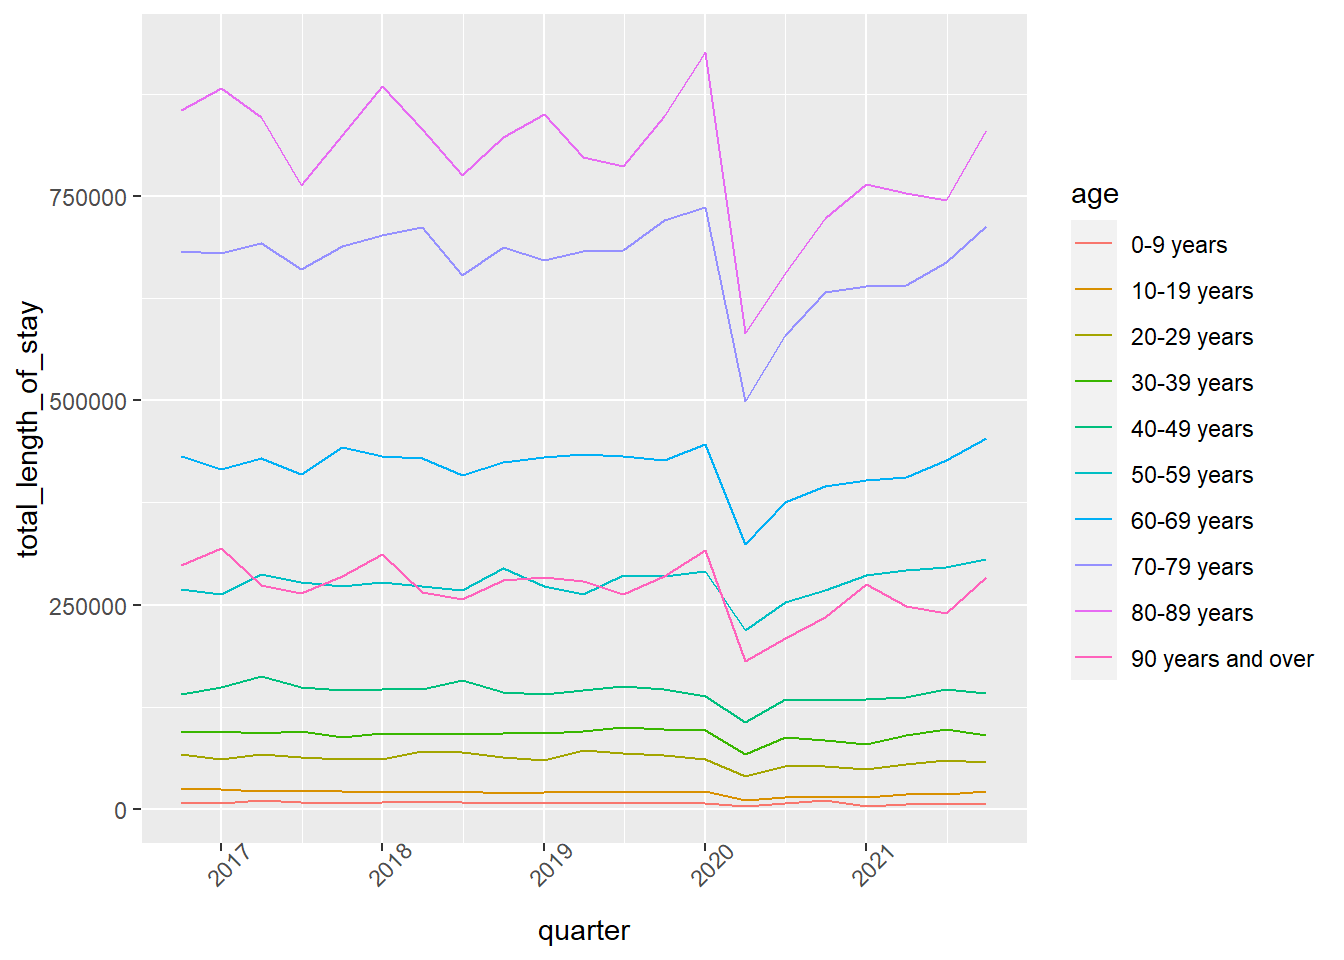 total_length_of_stay
750000
500000
250000
0
2017
2018
2019
2020
2021
quarter
age
0-9 years
10-19 years
20-29 years
30-39 years
40-49 years
50-59 years
60-69 years
70-79 years
80-89 years
90 years and over